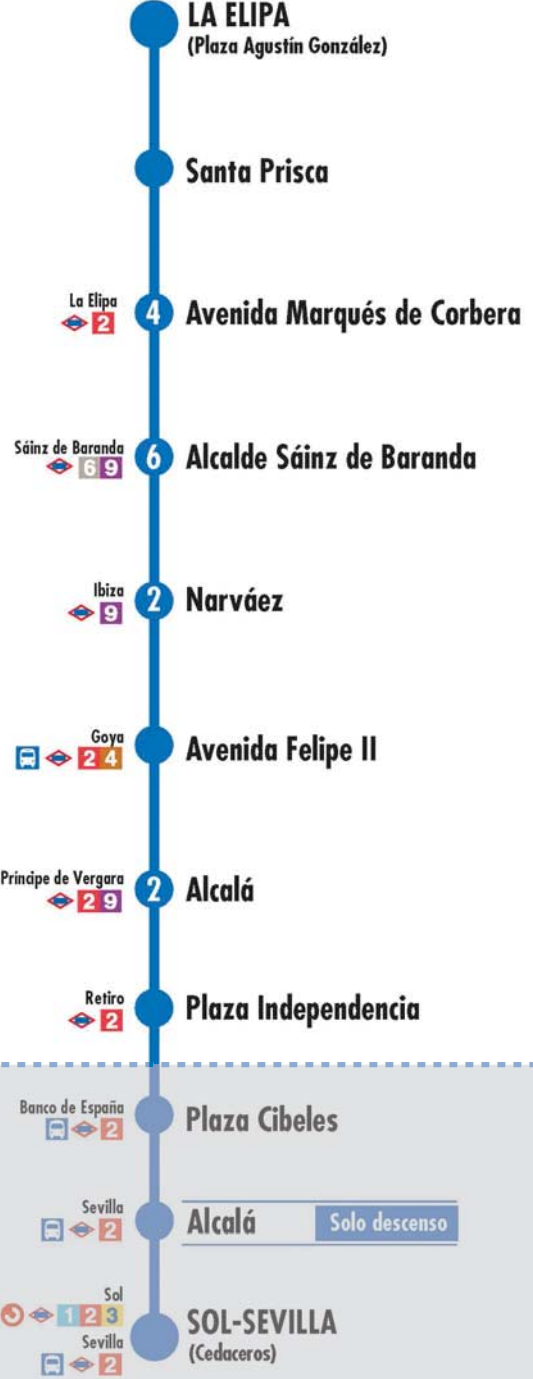 LA ELIPA
(Plaza Agustín González)
Santa Prisca
La Elipa
2
4
Avenida Marqués de Corbera
Sáinz de Baranda
6 9
6
Alcalde Sáinz de Baranda
Ibiza
9
2
Narváez
Goya
2 4
Avenida Felipe II
Príncipe de Vergara
2 9
2
Alcalá
Retiro
2
Plaza Independencia
Banco de España
2
Plaza Cibeles
Sevilla
2
Alcalá
Solo descenso
Sol
1 2 3
Sevilla
2
SOL-SEVILLA
(Cedaceros)